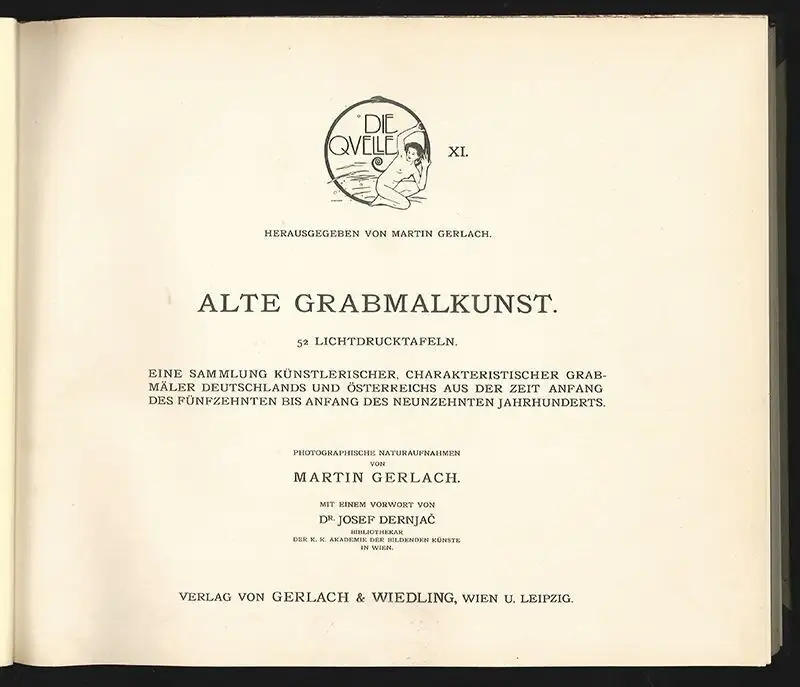 DIE
QVELLE
XI.
HERAUSGEGEBEN VON MARTIN GERLACH.
ALTE GRABMALKUNST.
52 LICHTDRUCKTAFELN.
EINE SAMMLUNG KÜNSTLERISCHER, CHARAKTERISTISCHER GRAB-
MÄLER DEUTSCHLANDS UND ÖSTERREICHS AUS DER ZEIT ANFANG
DES FÜNFZEHNTEN BIS ANFANG DES NEUNZEHNTEN JAHRHUNDERTS.
PHOTOGRAPHISCHE NATURAUFNAHMEN
VON
MARTIN GERLACH.
MIT EINEM VORWORT VON
DR. JOSEF DERNJAČ
BIBLIOTHEKAR
DER K. K. AKADEMIE DER BILDENDEN KÜNSTE
IN WIEN.
VERLAG VON GERLACH & WIEDLING, WIEN U. LEIPZIG.